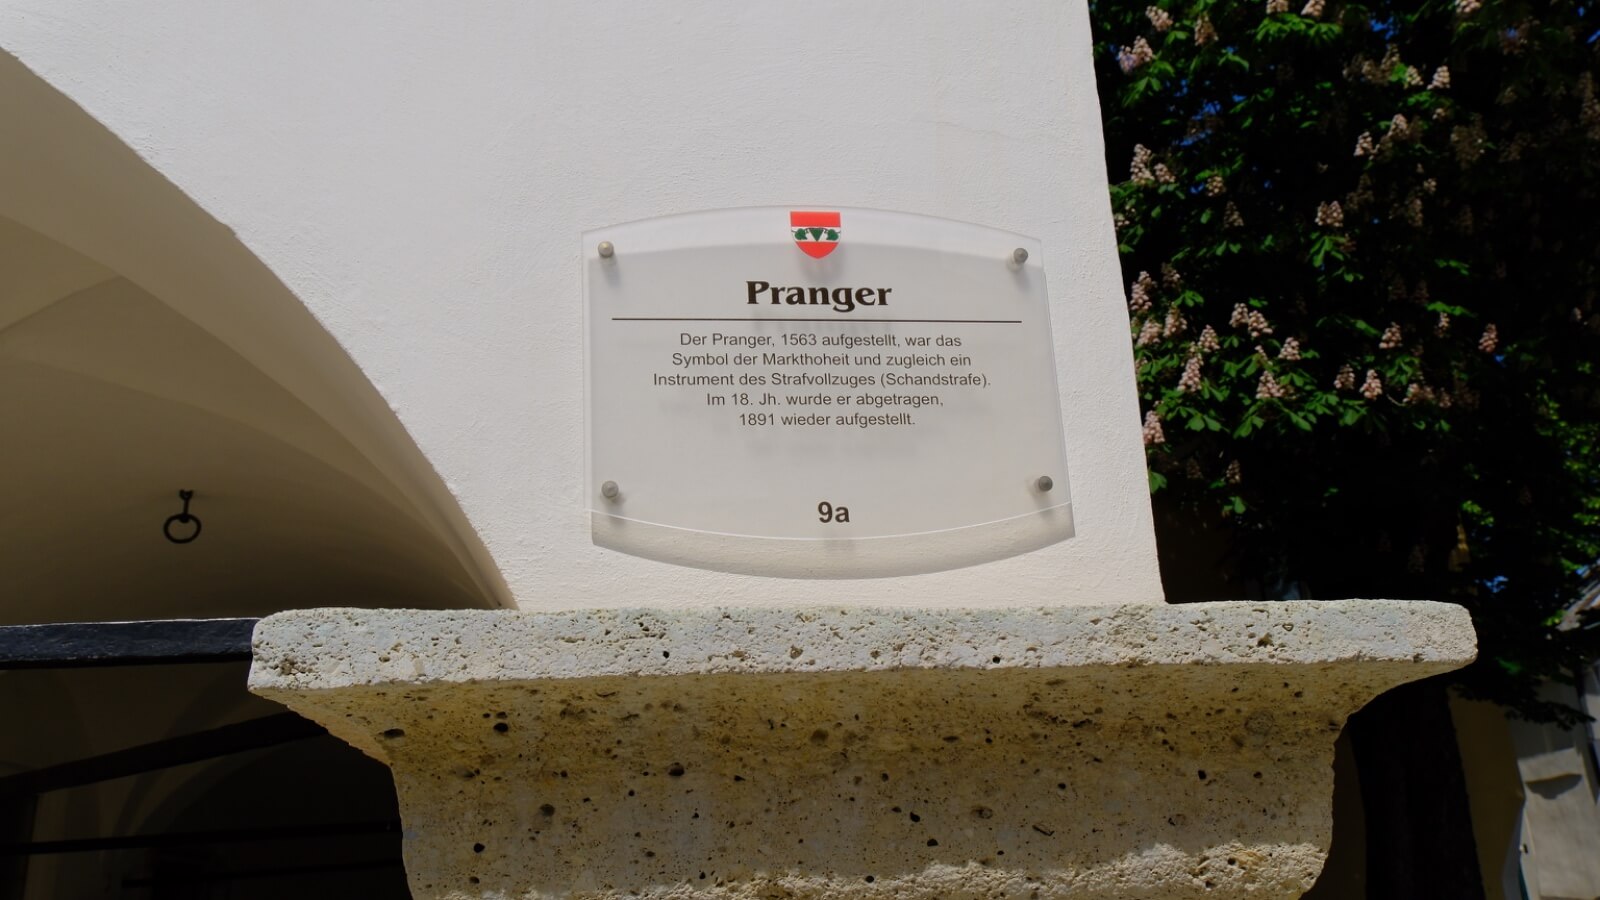 Pranger
Der Pranger, 1563 aufgestellt, war das
Symbol der Markthoheit und zugleich ein
Instrument des Strafvollzuges (Schandstrafe).
Im 18. Jh. wurde er abgetragen,
1891 wieder aufgestellt.
9a